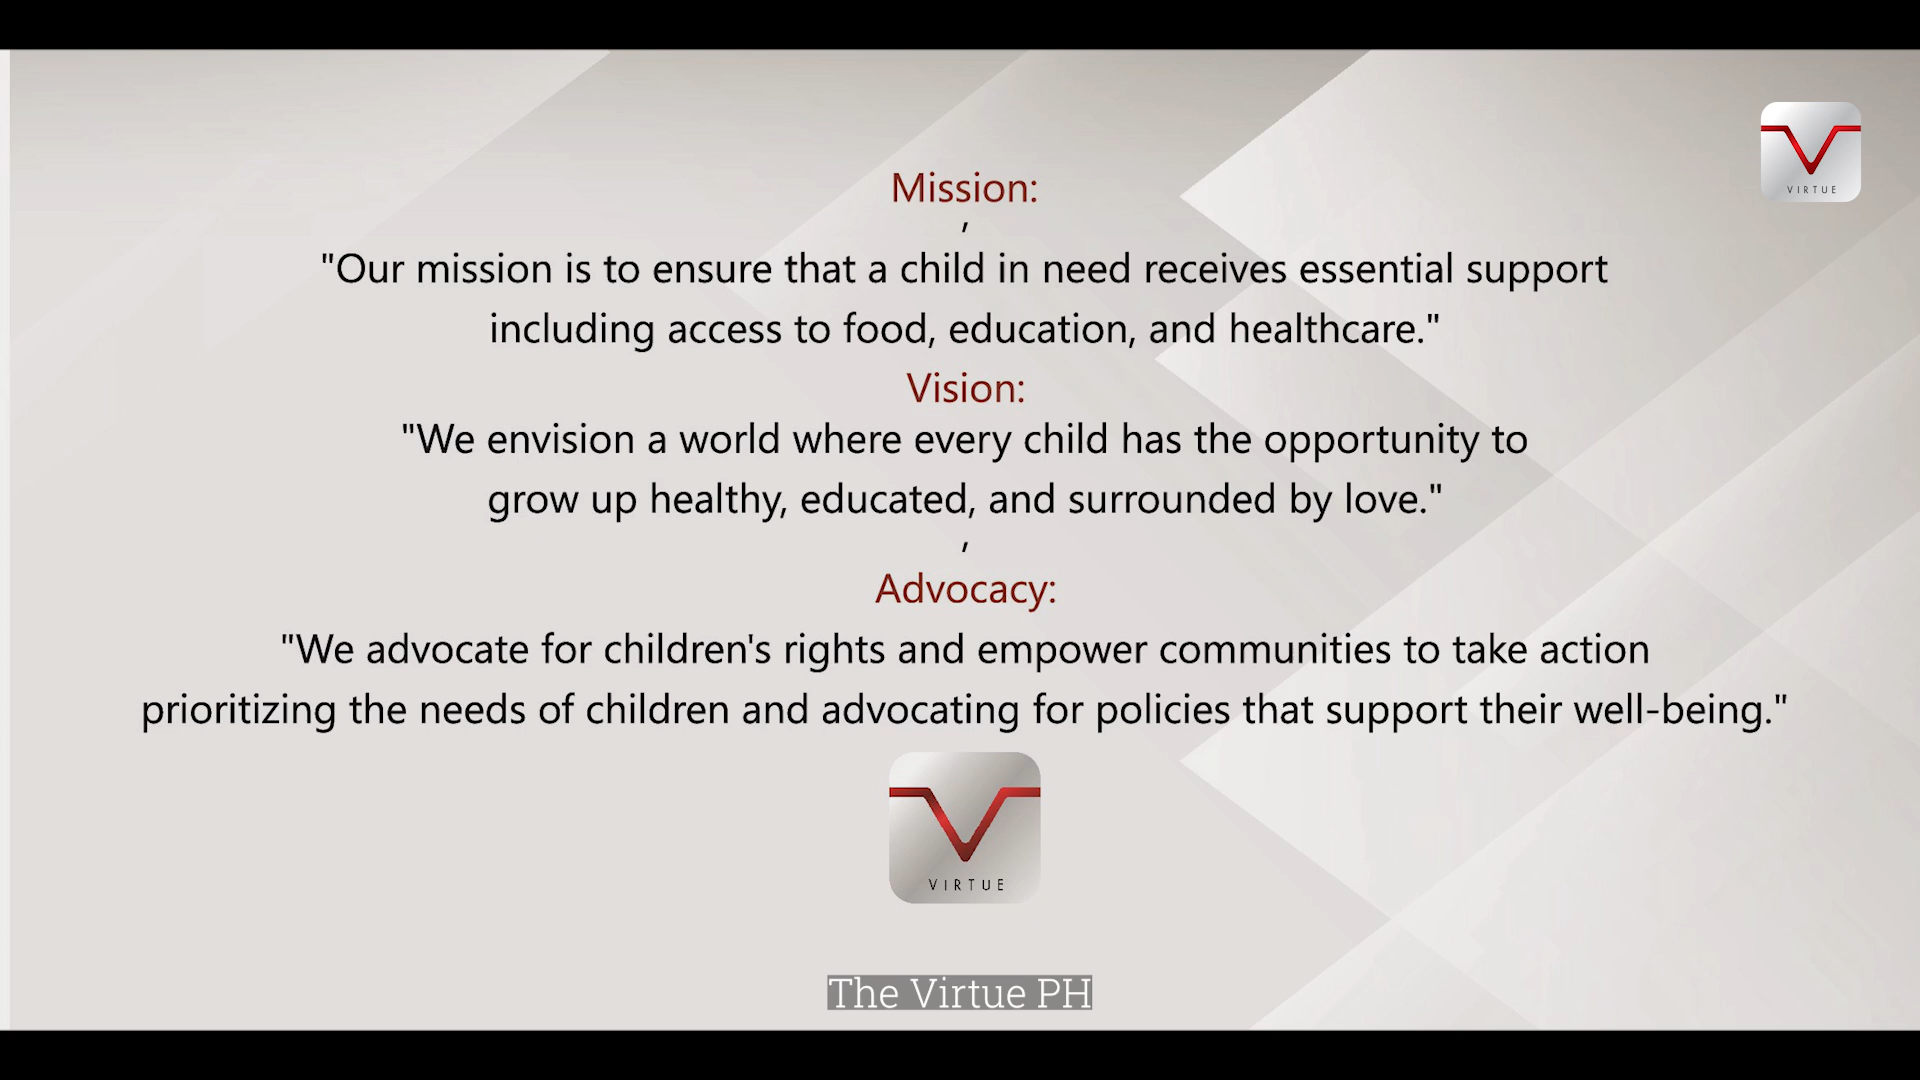 VIRTUE
Mission:
,
"Our mission is to ensure that a child in need receives essential support
including access to food, education, and healthcare."
Vision:
"We envision a world where every child has the opportunity to
grow up healthy, educated, and surrounded by love."
,
Advocacy:
"We advocate for children's rights and empower communities to take action
prioritizing the needs of children and advocating for policies that support their well-being."
VIRTUE
The Virtue PH